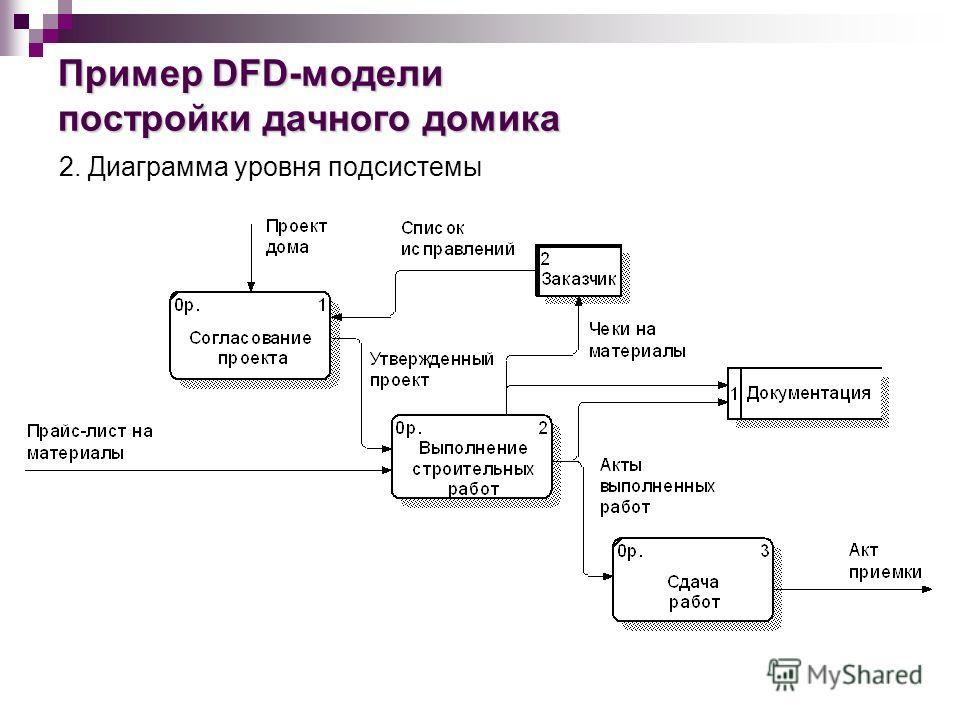 Пример DFD-модели
постройки дачного домика
2. Диаграмма уровня подсистемы
Проект
дома
Список
исправлений
2
Заказчик
0р. 1
Согласование
проекта
Чеки на
материалы
Утвержденный
проект
1 Документация
Прайс-лист на
материалы
0р. 2
Выполнение
строительных
работ
Акты
выполненных
работ
0р. 3
Сдача
работ
Акт
приемки
MyShared